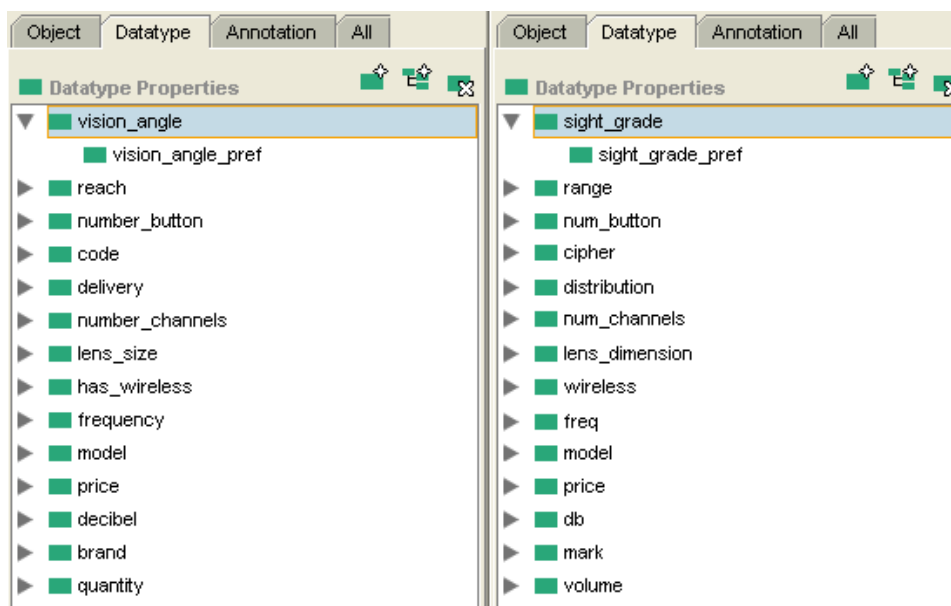 Object Datatype Annotation All
Datatype Properties
vision_angle
vision_angle_pref
reach
number_button
code
delivery
number_channels
lens_size
has_wireless
frequency
model
price
decibel
brand
quantity
Object Datatype Annotation All
Datatype Properties
sight_grade
sight_grade_pref
range
num_button
cipher
distribution
num_channels
lens_dimension
wireless
freq
model
price
db
mark
volume